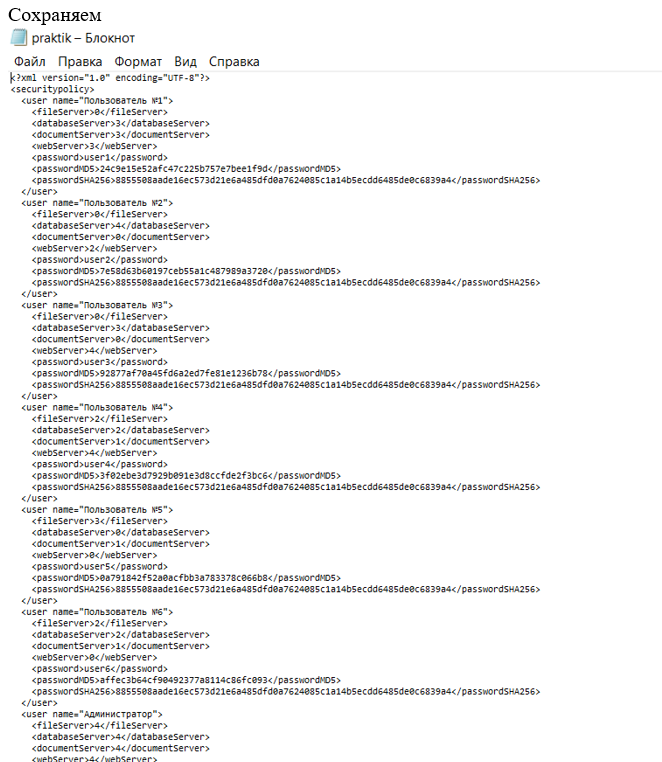 Сохраняем
praktik – Блокнот
Файл Правка Формат Вид Справка
<?xml version="1.0" encoding="UTF-8"?>
<securitypolicy>
<user name="Пользователь №1">
<fileServer>0</fileServer>
<databaseServer>3</databaseServer>
<documentServer>3</documentServer>
<webServer>3</webServer>
<password>user1</password>
<passwordMD5>24c9e15e52afc47c225b757e7bee1f9d</passwordMD5>
<passwordSHA256>8855508aade16ec573d21e6a485dfd0a7624085c1a14b5ecdd6485de0c6839a4</passwordSHA256>
</user>
<user name="Пользователь №2">
<fileServer>0</fileServer>
<databaseServer>4</databaseServer>
<documentServer>0</documentServer>
<webServer>2</webServer>
<password>user2</password>
<passwordMD5>7e58d63b60197ceb55a1c487989a3720</passwordMD5>
<passwordSHA256>8855508aade16ec573d21e6a485dfd0a7624085c1a14b5ecdd6485de0c6839a4</passwordSHA256>
</user>
<user name="Пользователь №3">
<fileServer>0</fileServer>
<databaseServer>3</databaseServer>
<documentServer>0</documentServer>
<webServer>4</webServer>
<password>user3</password>
<passwordMD5>92877af70a45fd6a2ed7fe81e1236b78</passwordMD5>
<passwordSHA256>8855508aade16ec573d21e6a485dfd0a7624085c1a14b5ecdd6485de0c6839a4</passwordSHA256>
</user>
<user name="Пользователь №4">
<fileServer>2</fileServer>
<databaseServer>2</databaseServer>
<documentServer>1</documentServer>
<webServer>4</webServer>
<password>user4</password>
<passwordMD5>3f02ebe3d7929b091e3d8ccfde2f3bc6</passwordMD5>
<passwordSHA256>8855508aade16ec573d21e6a485dfd0a7624085c1a14b5ecdd6485de0c6839a4</passwordSHA256>
</user>
<user name="Пользователь №5">
<fileServer>3</fileServer>
<databaseServer>0</databaseServer>
<documentServer>1</documentServer>
<webServer>0</webServer>
<password>user5</password>
<passwordMD5>0a791842f52a0acfbb3a783378c066b8</passwordMD5>
<passwordSHA256>8855508aade16ec573d21e6a485dfd0a7624085c1a14b5ecdd6485de0c6839a4</passwordSHA256>
</user>
<user name="Пользователь №6">
<fileServer>2</fileServer>
<databaseServer>2</databaseServer>
<documentServer>1</documentServer>
<webServer>0</webServer>
<password>user6</password>
<passwordMD5>affec3b64cf90492377a8114c86fc093</passwordMD5>
<passwordSHA256>8855508aade16ec573d21e6a485dfd0a7624085c1a14b5ecdd6485de0c6839a4</passwordSHA256>
</user>
<user name="Администратор">
<fileServer>4</fileServer>
<databaseServer>4</databaseServer>
<documentServer>4</documentServer>
<webServer>4</webServer>